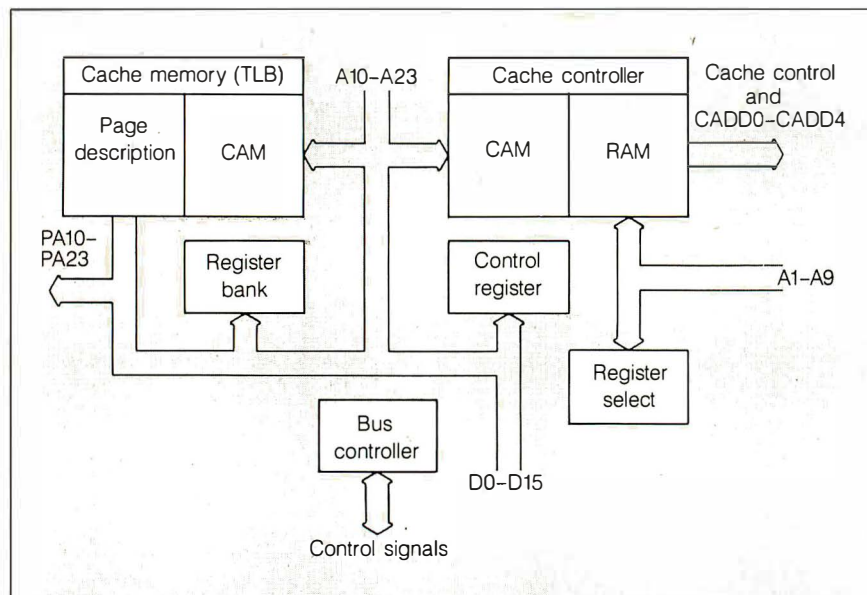 Cache memory (TLB)
Page
description
CAM
A10–A23
Cache controller
CAM
RAM
Cache control
and
CADD0–CADD4
PA10–
PA23
Register
bank
Control
register
A1–A9
Register
select
Bus
controller
D0–D15
Control signals